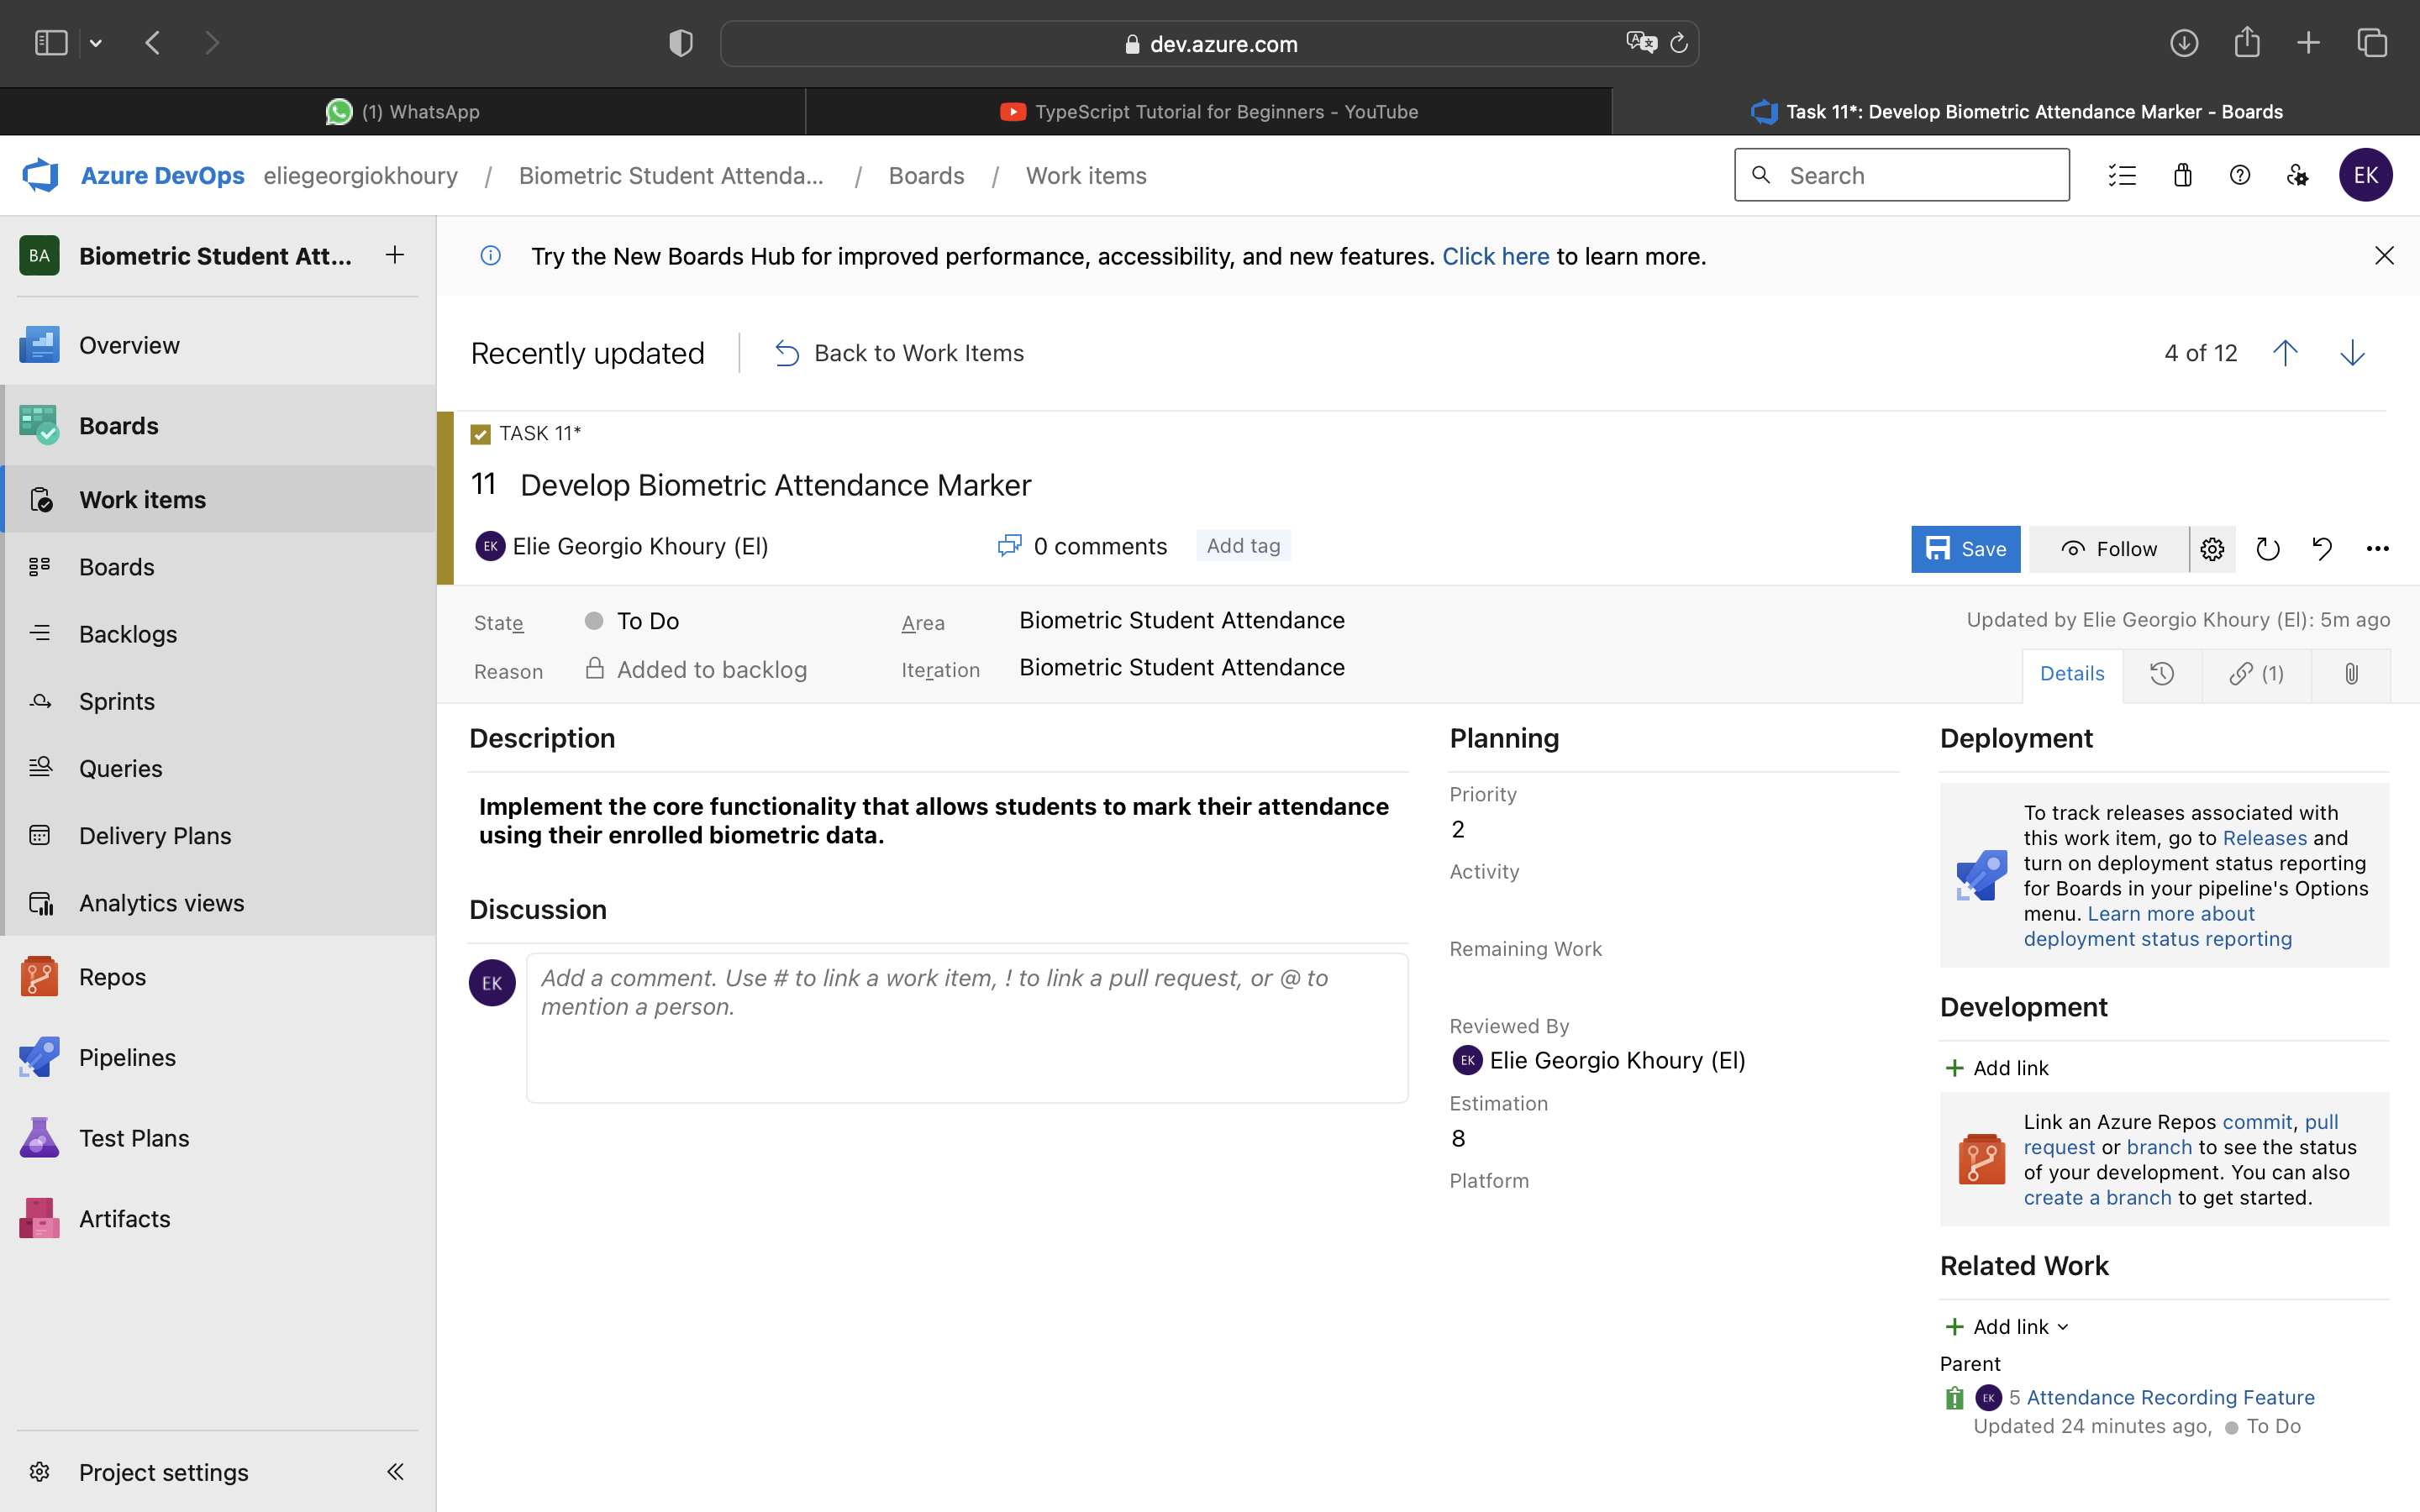 dev.azure.com
(1) WhatsApp
TypeScript Tutorial for Beginners - YouTube
Task 11*: Develop Biometric Attendance Marker - Boards
Azure DevOps eliegeorgiokhoury / Biometric Student Attenda... / Boards / Work items
Search
EK
BA Biometric Student Att...
Overview
Boards
Work items
Boards
Backlogs
Sprints
Queries
Delivery Plans
Analytics views
Repos
Pipelines
Test Plans
Artifacts
Project settings
Try the New Boards Hub for improved performance, accessibility, and new features. Click here to learn more.
Recently updated
Back to Work Items
4 of 12
TASK 11*
11 Develop Biometric Attendance Marker
EK Elie Georgio Khoury (El)
0 comments
Add tag
Save
Follow
State To Do
Reason Added to backlog
Area Biometric Student Attendance
Iteration Biometric Student Attendance
Updated by Elie Georgio Khoury (El): 5m ago
Details
(1)
Description
Implement the core functionality that allows students to mark their attendance
using their enrolled biometric data.
Discussion
EK
Add a comment. Use # to link a work item, ! to link a pull request, or @ to
mention a person.
Planning
Priority
2
Activity
Remaining Work
Reviewed By
EK Elie Georgio Khoury (El)
Estimation
8
Platform
Deployment
To track releases associated with
this work item, go to Releases and
turn on deployment status reporting
for Boards in your pipeline's Options
menu. Learn more about
deployment status reporting
Development
Add link
Link an Azure Repos commit, pull
request or branch to see the status
of your development. You can also
create a branch to get started.
Related Work
Add link
Parent
EK 5 Attendance Recording Feature
Updated 24 minutes ago, To Do